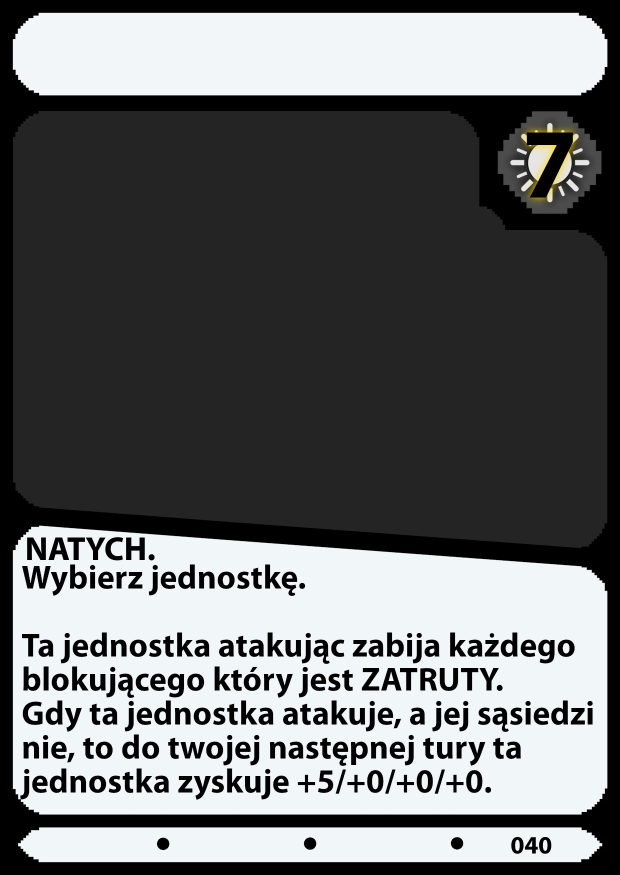 7
NATYCH.
Wybierz jednostkę.
Ta jednostka atakując zabija każdego
blokującego który jest ZATRUTY.
Gdy ta jednostka atakuje, a jej sąsiedzi
nie, to do twojej następnej tury ta
jednostka zyskuje +5/+0/+0/+0.
040